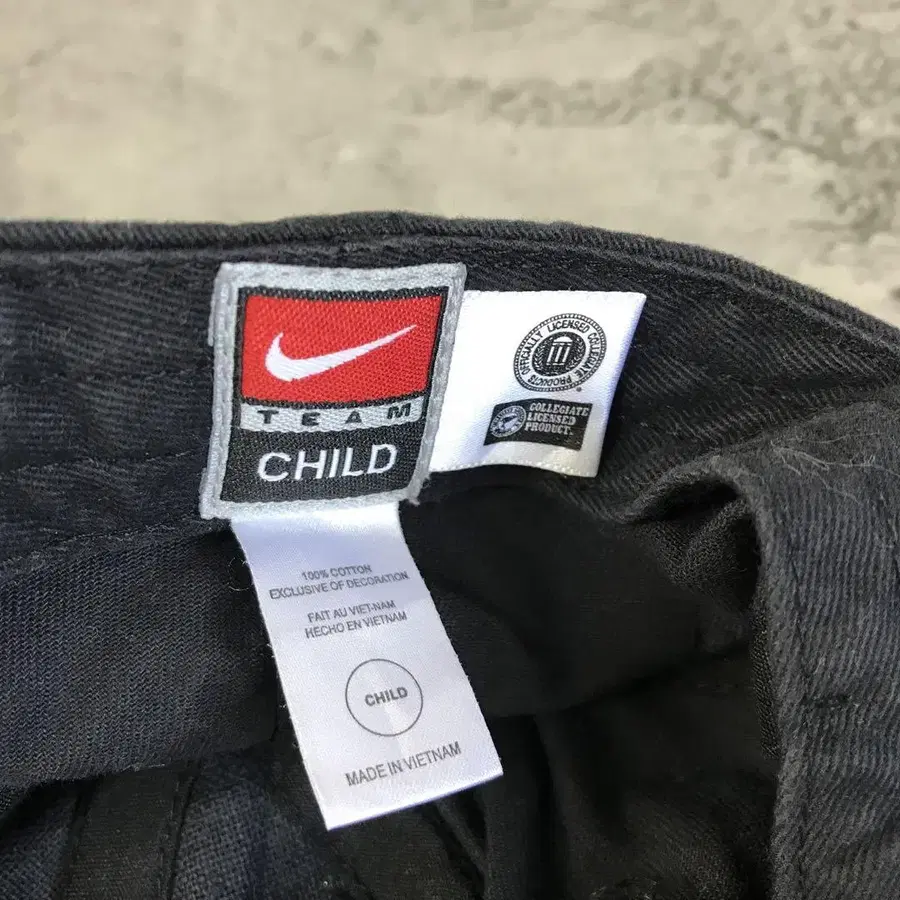 TEAM
CHILD
OFFICIALLY LICENSED COLLEGIATE PRODUCTS
COLLEGIATE
LICENSED
PRODUCT.
100% COTTON
EXCLUSIVE OF DECORATION
FAIT AU VIET-NAM
HECHO EN VIETNAM
CHILD
MADE IN VIETNAM